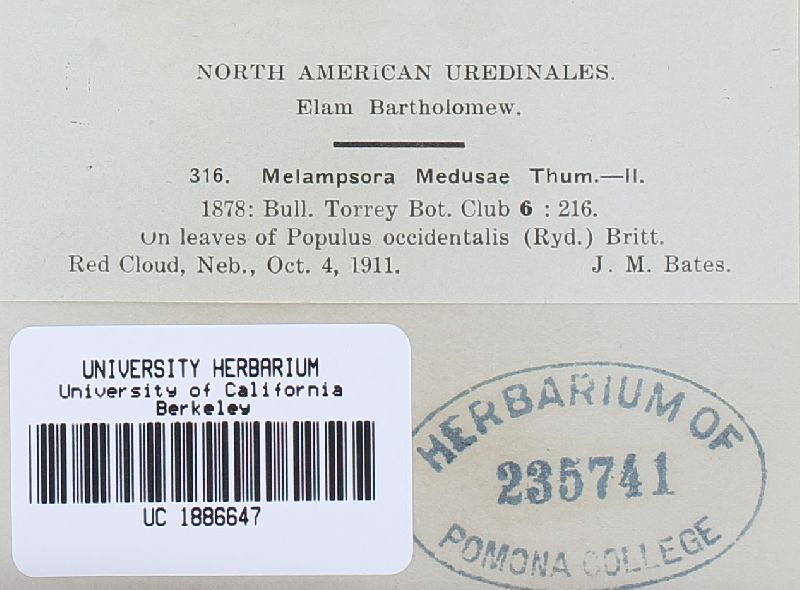 NORTH AMERICAN UREDINALES.
Elam Bartholomew.
316. Melampsora Medusae Thum.—II.
1878: Bull. Torrey Bot. Club 6 : 216.
On leaves of Populus occidentalis (Ryd.) Britt.
Red Cloud, Neb., Oct. 4, 1911. J. M. Bates.
UNIVERSITY HERBARIUM
University of California
Berkeley
UC 1886647
HERBARIUM OF
235741
POMONA COLLEGE